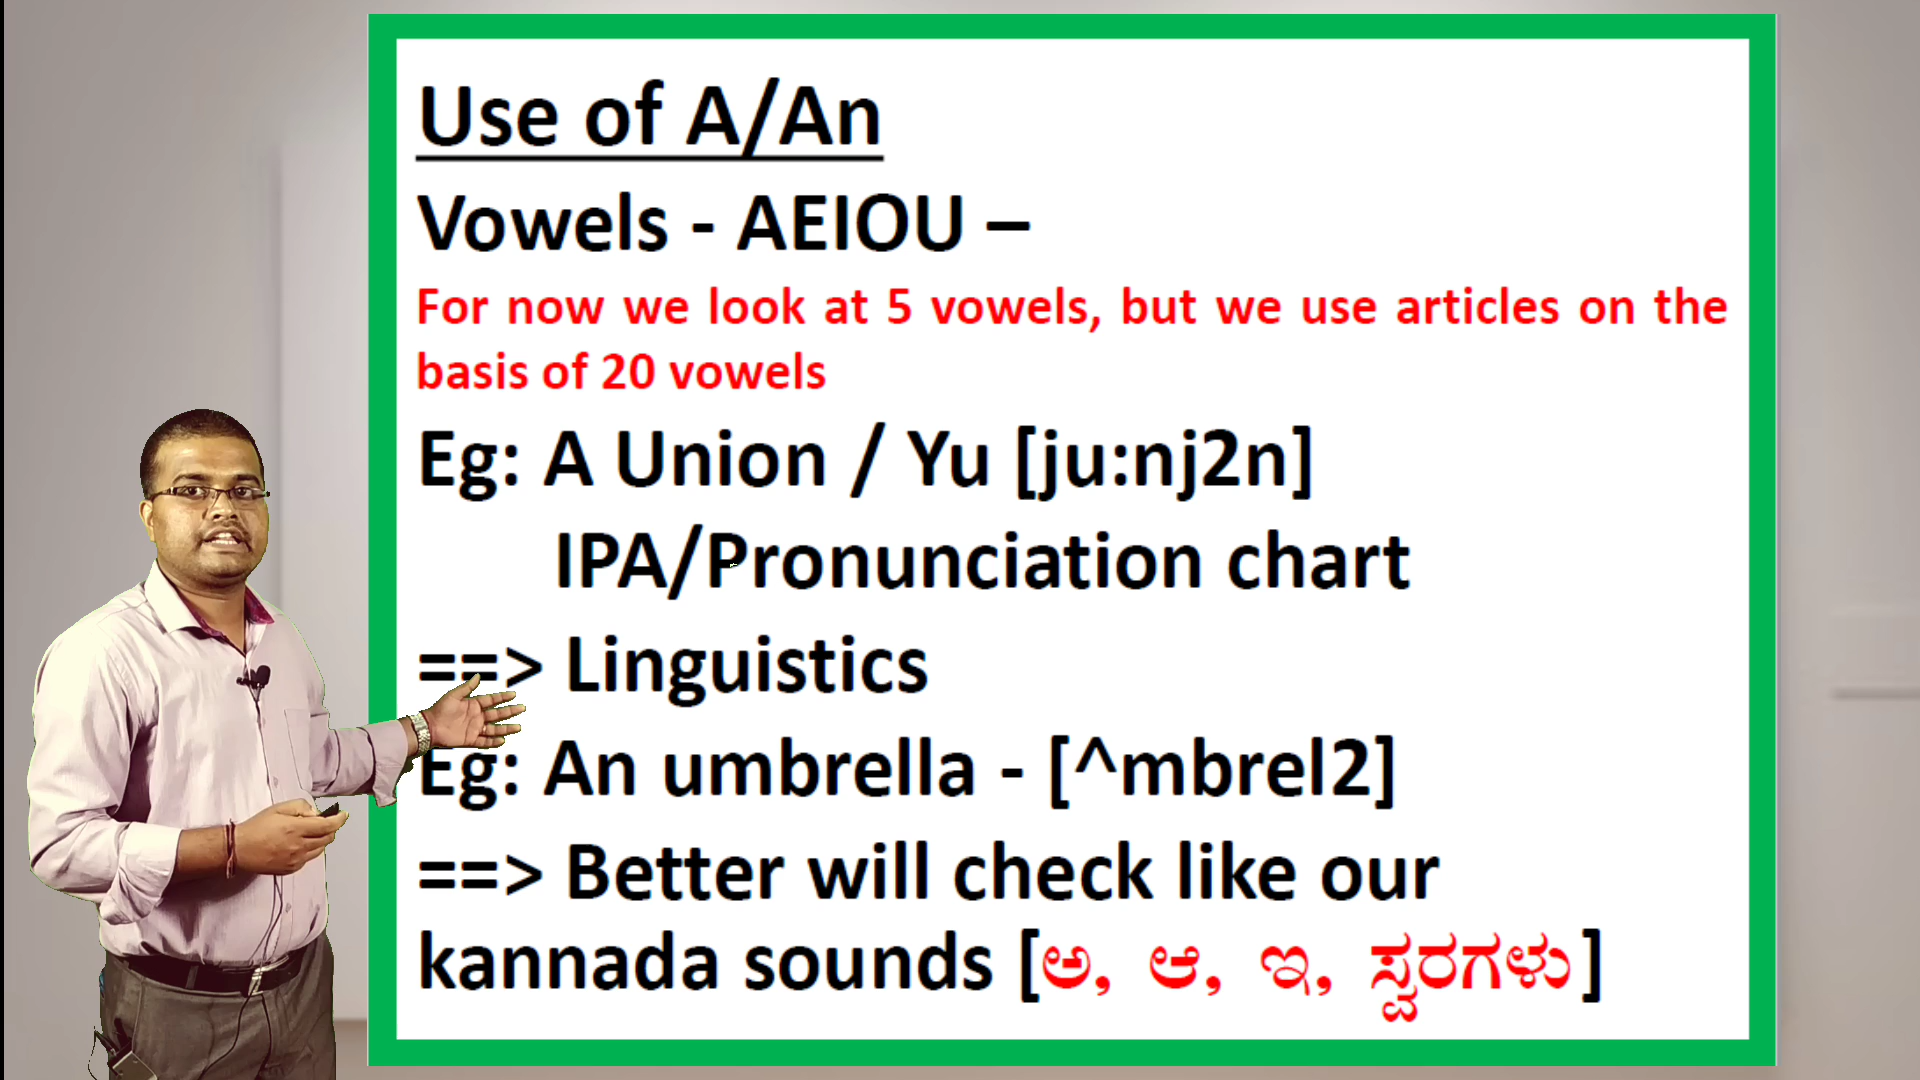 Use of A/An
Vowels - AEIOU –
For now we look at 5 vowels, but we use articles on the
basis of 20 vowels
Eg: A Union / Yu [ju:nj2n]
IPA/Pronunciation chart
==> Linguistics
Eg: An umbrella - [^mbrel2]
==> Better will check like our
kannada sounds [ಅ, ಆ, ಇ, ಸ್ವರಗಳು]